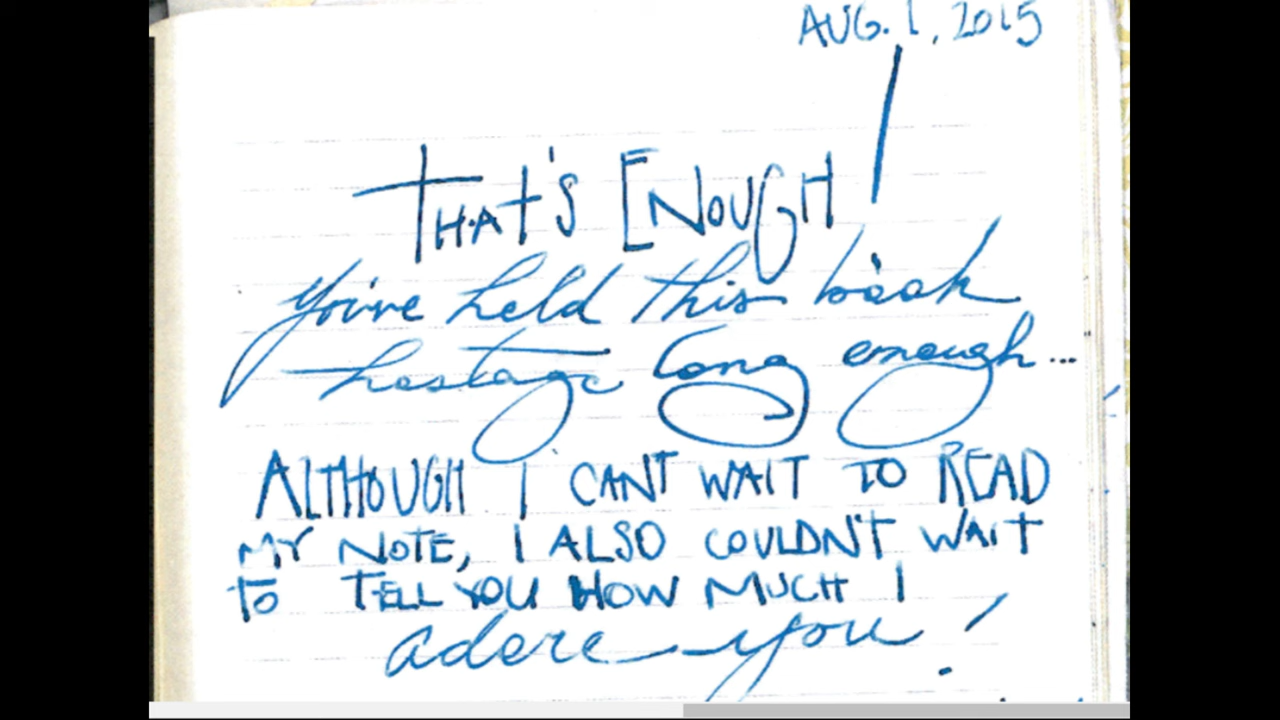 AUG. 1, 2015
THAT'S ENOUGH!
You've held this book
hostage long enough...
ALTHOUGH I CAN'T WAIT TO READ
MY NOTE, I ALSO COULDN'T WAIT
TO TELL YOU HOW MUCH I
adore you!